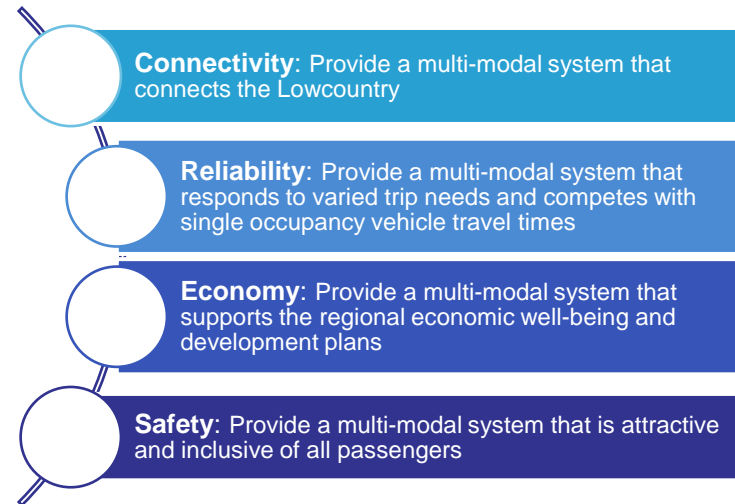 Connectivity: Provide a multi-modal system that
connects the Lowcountry
Reliability: Provide a multi-modal system that
responds to varied trip needs and competes with
single occupancy vehicle travel times
Economy: Provide a multi-modal system that
supports the regional economic well-being and
development plans
Safety: Provide a multi-modal system that is attractive
and inclusive of all passengers